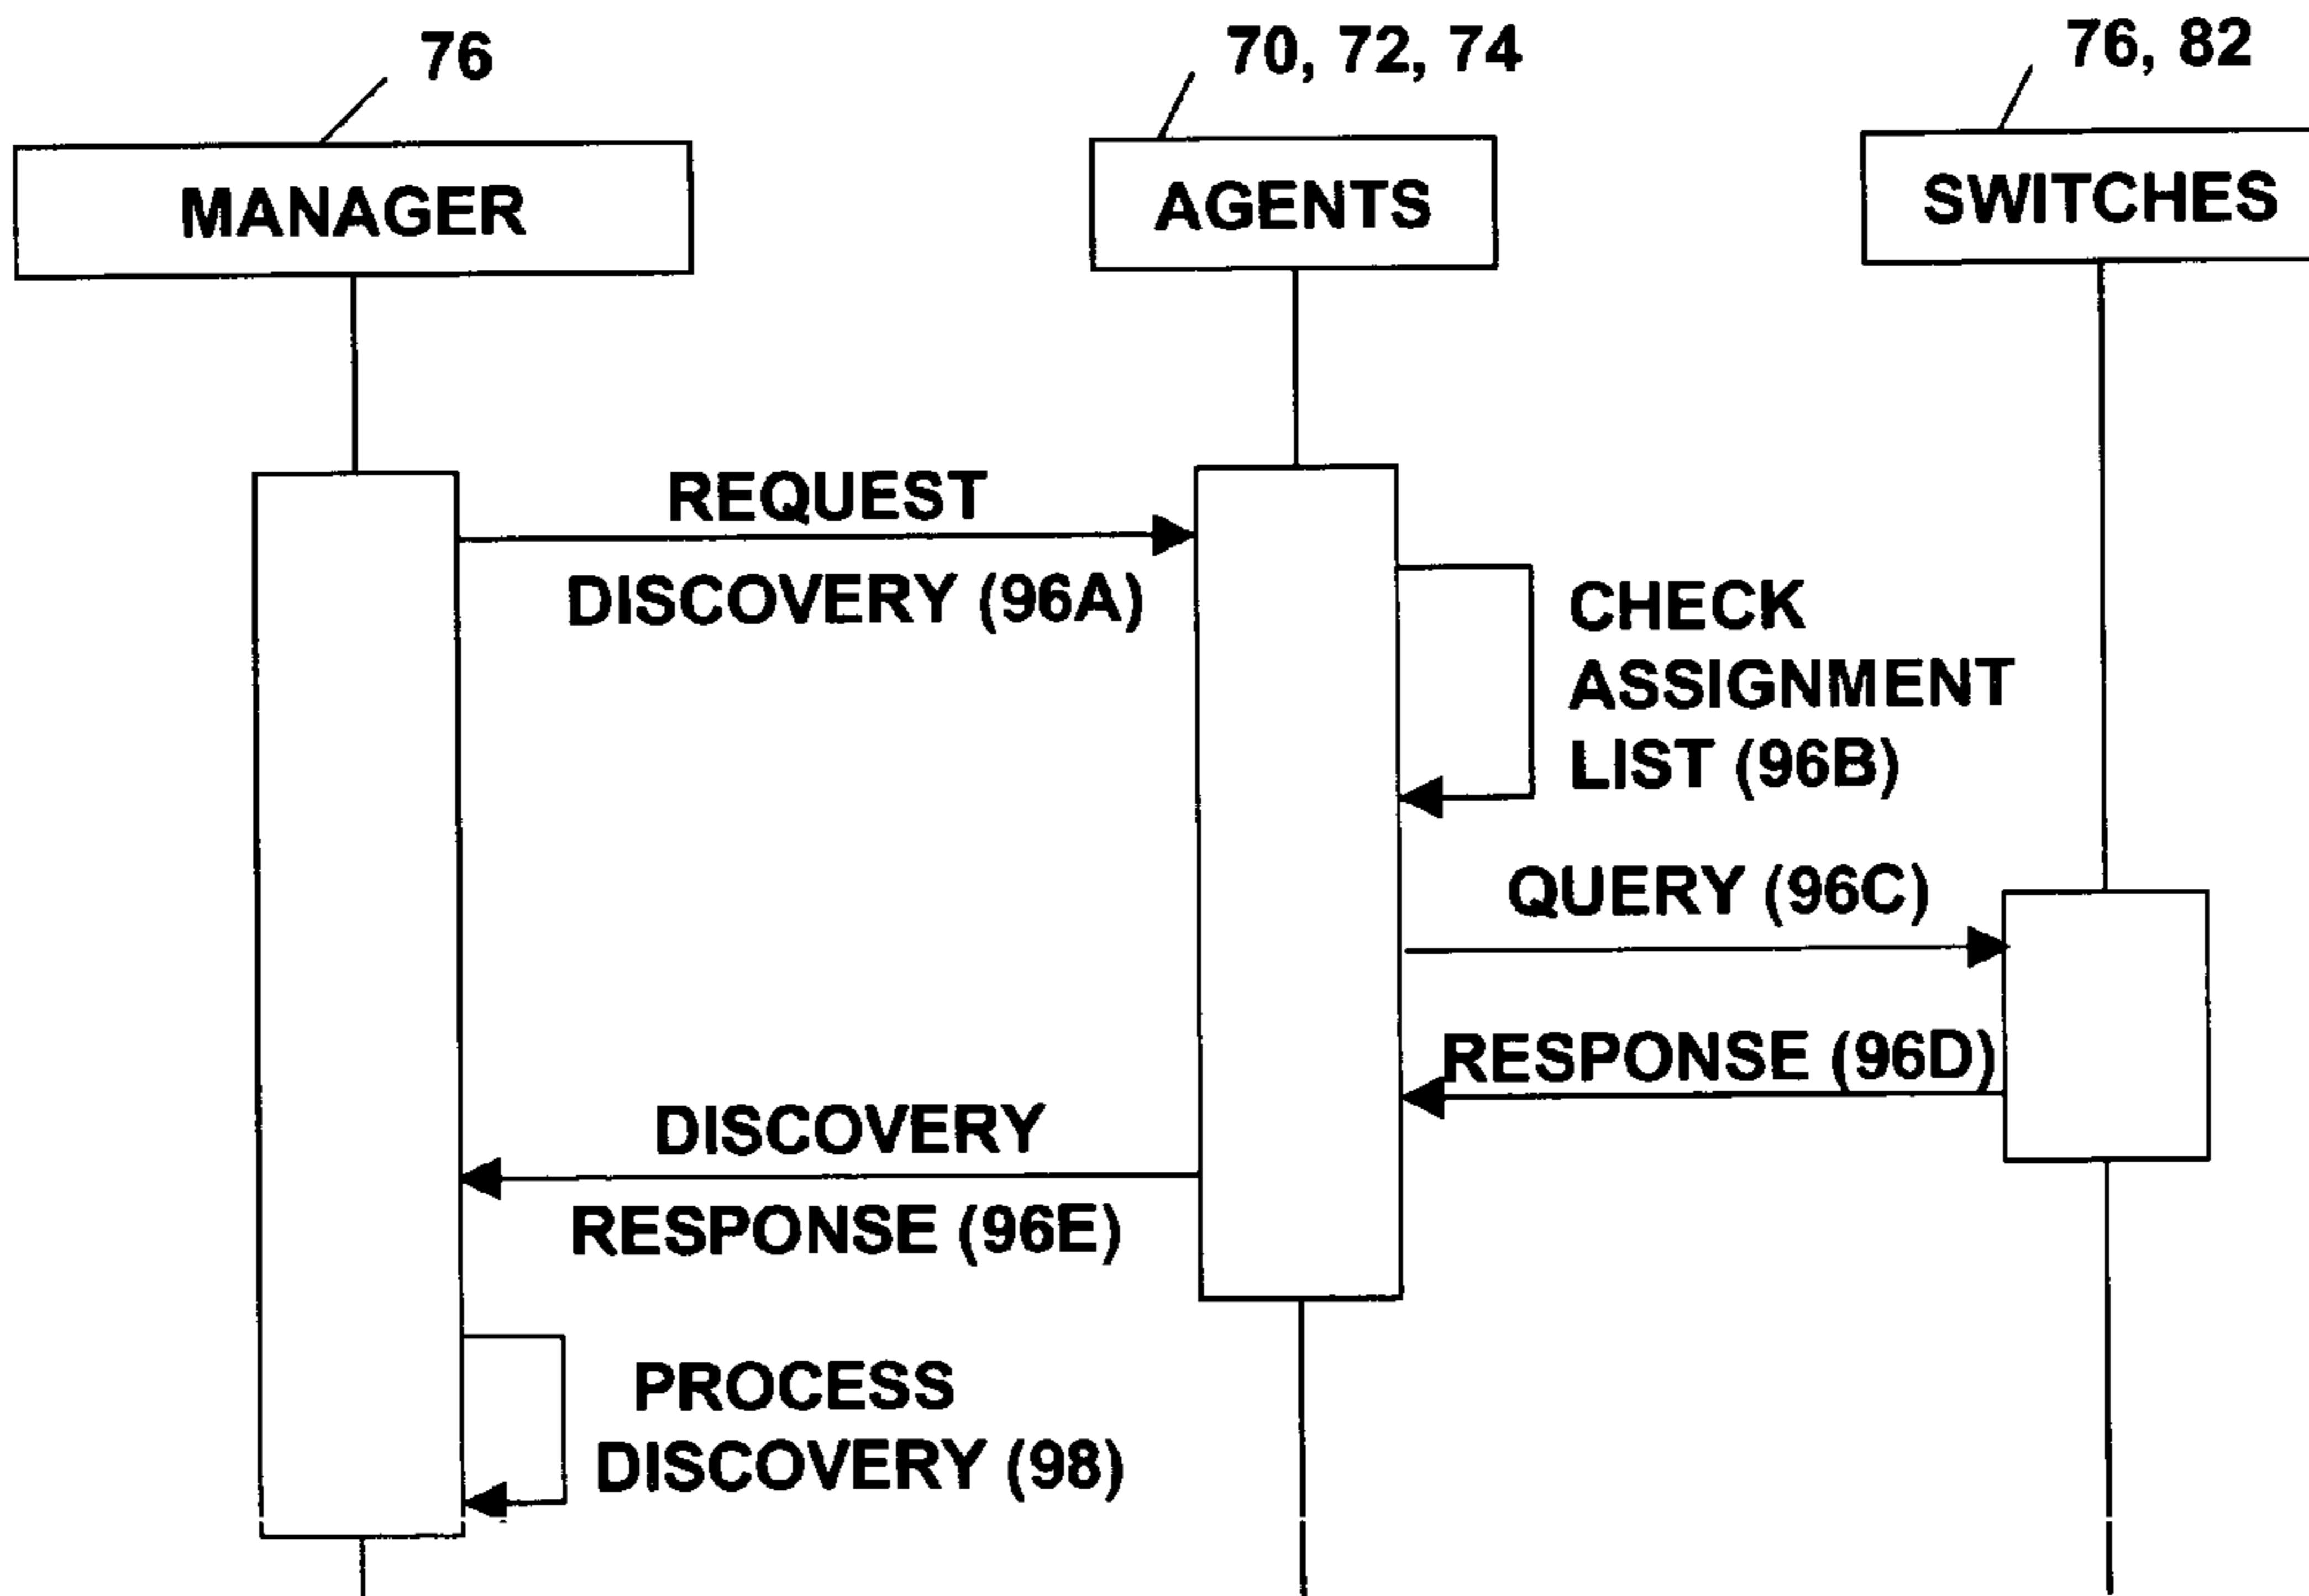 76
70, 72, 74
76, 82
MANAGER
AGENTS
SWITCHES
REQUEST
DISCOVERY (96A)
CHECK
ASSIGNMENT
LIST (96B)
QUERY (96C)
RESPONSE (96D)
DISCOVERY
RESPONSE (96E)
PROCESS
DISCOVERY (98)